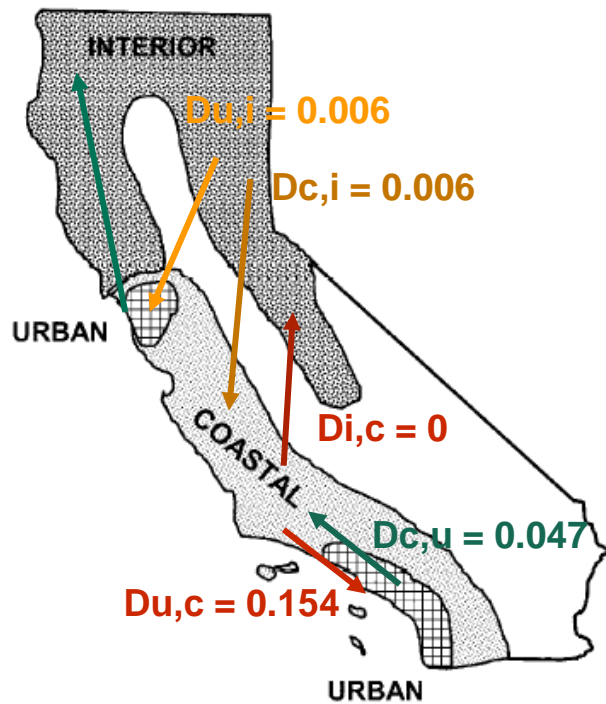 INTERIOR
Du,i = 0.006
Dc,i = 0.006
URBAN
Di,c = 0
COASTAL
Dc,u = 0.047
Du,c = 0.154
URBAN